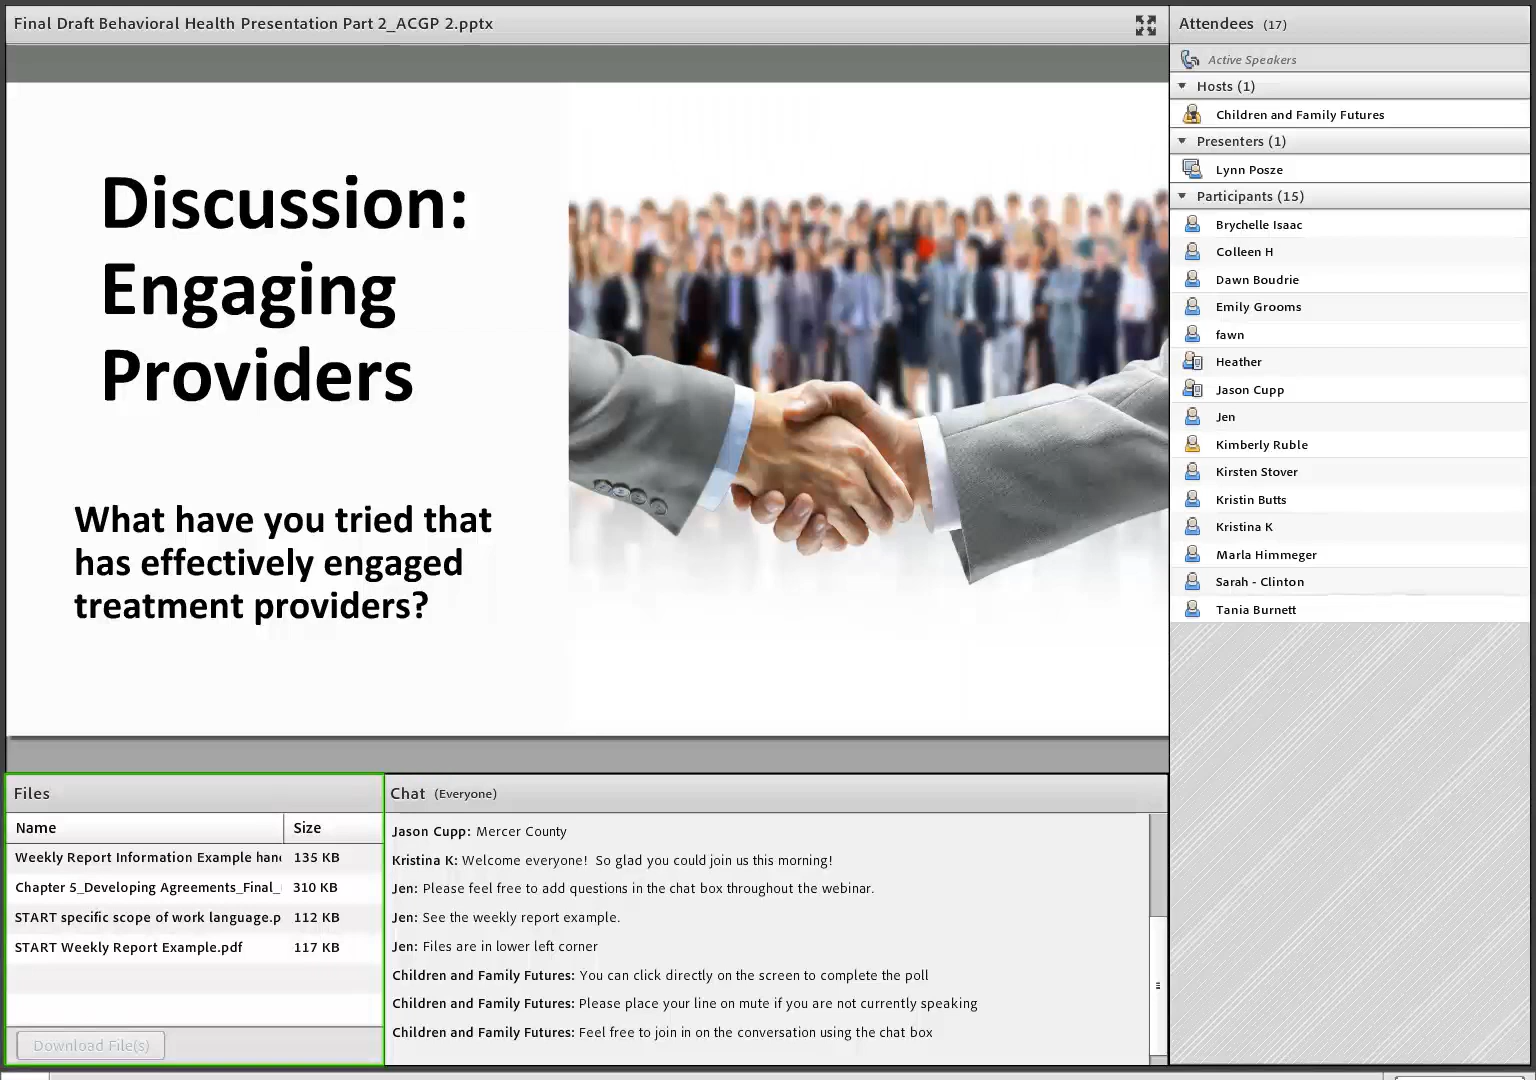 Final Draft Behavioral Health Presentation Part 2_ACGP 2.pptx
Discussion:
Engaging
Providers
What have you tried that
has effectively engaged
treatment providers?
Attendees (17)
Active Speakers
Hosts (1)
Children and Family Futures
Presenters (1)
Lynn Posze
Participants (15)
Brychelle Isaac
Colleen H
Dawn Boudrie
Emily Grooms
fawn
Heather
Jason Cupp
Jen
Kimberly Ruble
Kirsten Stover
Kristin Butts
Kristina K
Marla Himmeger
Sarah - Clinton
Tania Burnett
Files
Name Size
Weekly Report Information Example han 135 KB
Chapter 5_Developing Agreements_Final_ 310 KB
START specific scope of work language.p 112 KB
START Weekly Report Example.pdf 117 KB
Download File(s)
Chat (Everyone)
Jason Cupp: Mercer County
Kristina K: Welcome everyone! So glad you could join us this morning!
Jen: Please feel free to add questions in the chat box throughout the webinar.
Jen: See the weekly report example.
Jen: Files are in lower left corner
Children and Family Futures: You can click directly on the screen to complete the poll
Children and Family Futures: Please place your line on mute if you are not currently speaking
Children and Family Futures: Feel free to join in on the conversation using the chat box